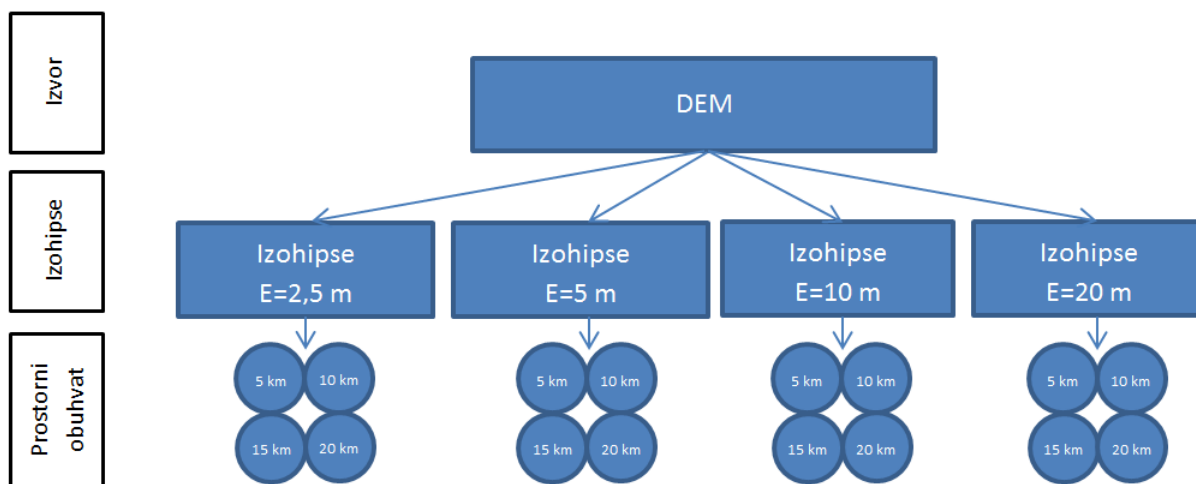 Izvor
DEM
Izohipse
Izohipse
E=2,5 m
Izohipse
E=5 m
Izohipse
E=10 m
Izohipse
E=20 m
Prostorni
obuhvat
5 km
10 km
15 km
20 km
5 km
10 km
15 km
20 km
5 km
10 km
15 km
20 km
5 km
10 km
15 km
20 km